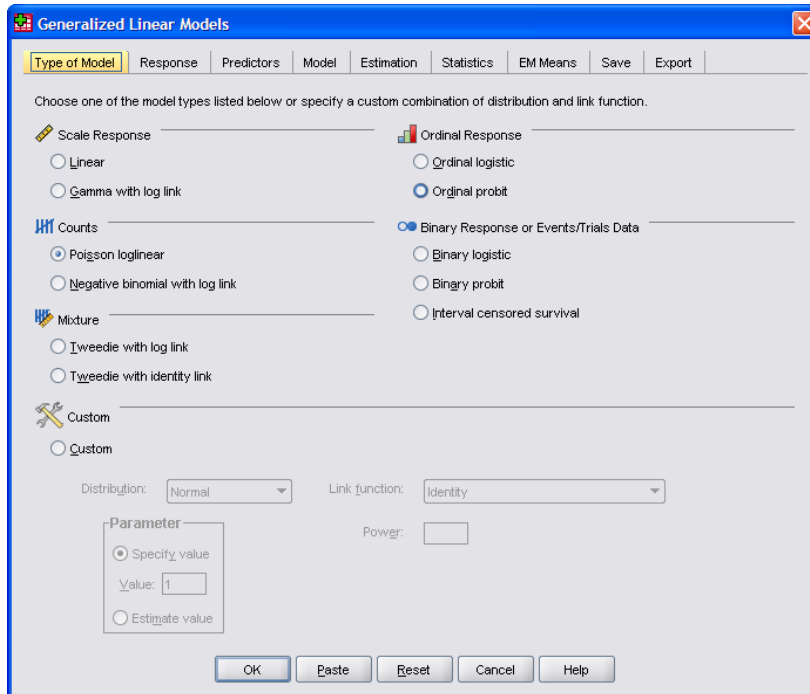 Generalized Linear Models
Type of Model Response Predictors Model Estimation Statistics EM Means Save Export
Choose one of the model types listed below or specify a custom combination of distribution and link function.
Scale Response
Linear
Gamma with log link
Ordinal Response
Ordinal logistic
Ordinal probit
Counts
Poisson loglinear
Negative binomial with log link
Binary Response or Events/Trials Data
Binary logistic
Binary probit
Interval censored survival
Mixture
Tweedie with log link
Tweedie with identity link
Custom
Custom
Distribution: Normal
Link function: Identity
Parameter
Specify value
Value: 1
Estimate value
Power:
OK Paste Reset Cancel Help